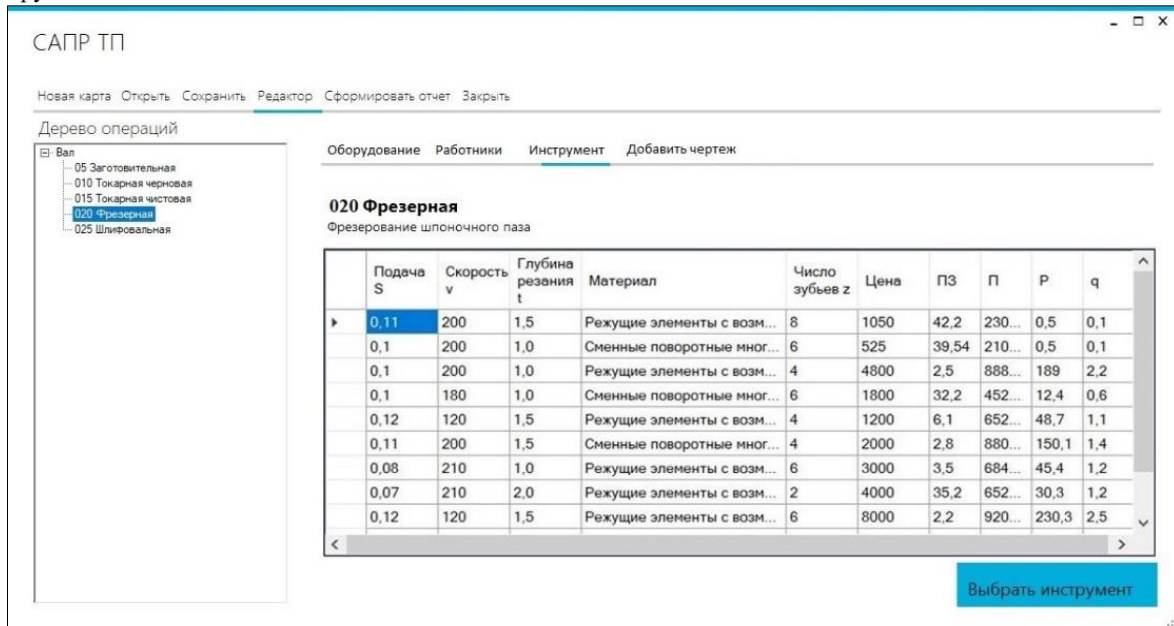 САПР ТП
Новая карта Открыть Сохранить Редактор Сформировать отчет Закрыть
Дерево операций
Вал
05 Заготовительная
010 Токарная черновая
015 Токарная чистовая
020 Фрезерная
025 Шлифовальная
Оборудование Работники Инструмент Добавить чертеж
020 Фрезерная
Фрезерование шпоночного паза
Подача S Скорость v Глубина резания t Материал Число зубьев z Цена ПЗ П Р q
0,11 200 1,5 Режущие элементы с возм... 8 1050 42,2 230... 0,5 0,1
0,1 200 1,0 Сменные поворотные мног... 6 525 39,54 210... 0,5 0,1
0,1 200 1,0 Режущие элементы с возм... 4 4800 2,5 888... 189 2,2
0,1 180 1,0 Сменные поворотные мног... 6 1800 32,2 452... 12,4 0,6
0,12 120 1,5 Режущие элементы с возм... 4 1200 6,1 652... 48,7 1,1
0,11 200 1,5 Сменные поворотные мног... 4 2000 2,8 880... 150,1 1,4
0,08 210 1,0 Режущие элементы с возм... 6 3000 3,5 684... 45,4 1,2
0,07 210 2,0 Режущие элементы с возм... 2 4000 35,2 652... 30,3 1,2
0,12 120 1,5 Режущие элементы с возм... 6 8000 2,2 920... 230,3 2,5
Выбрать инструмент